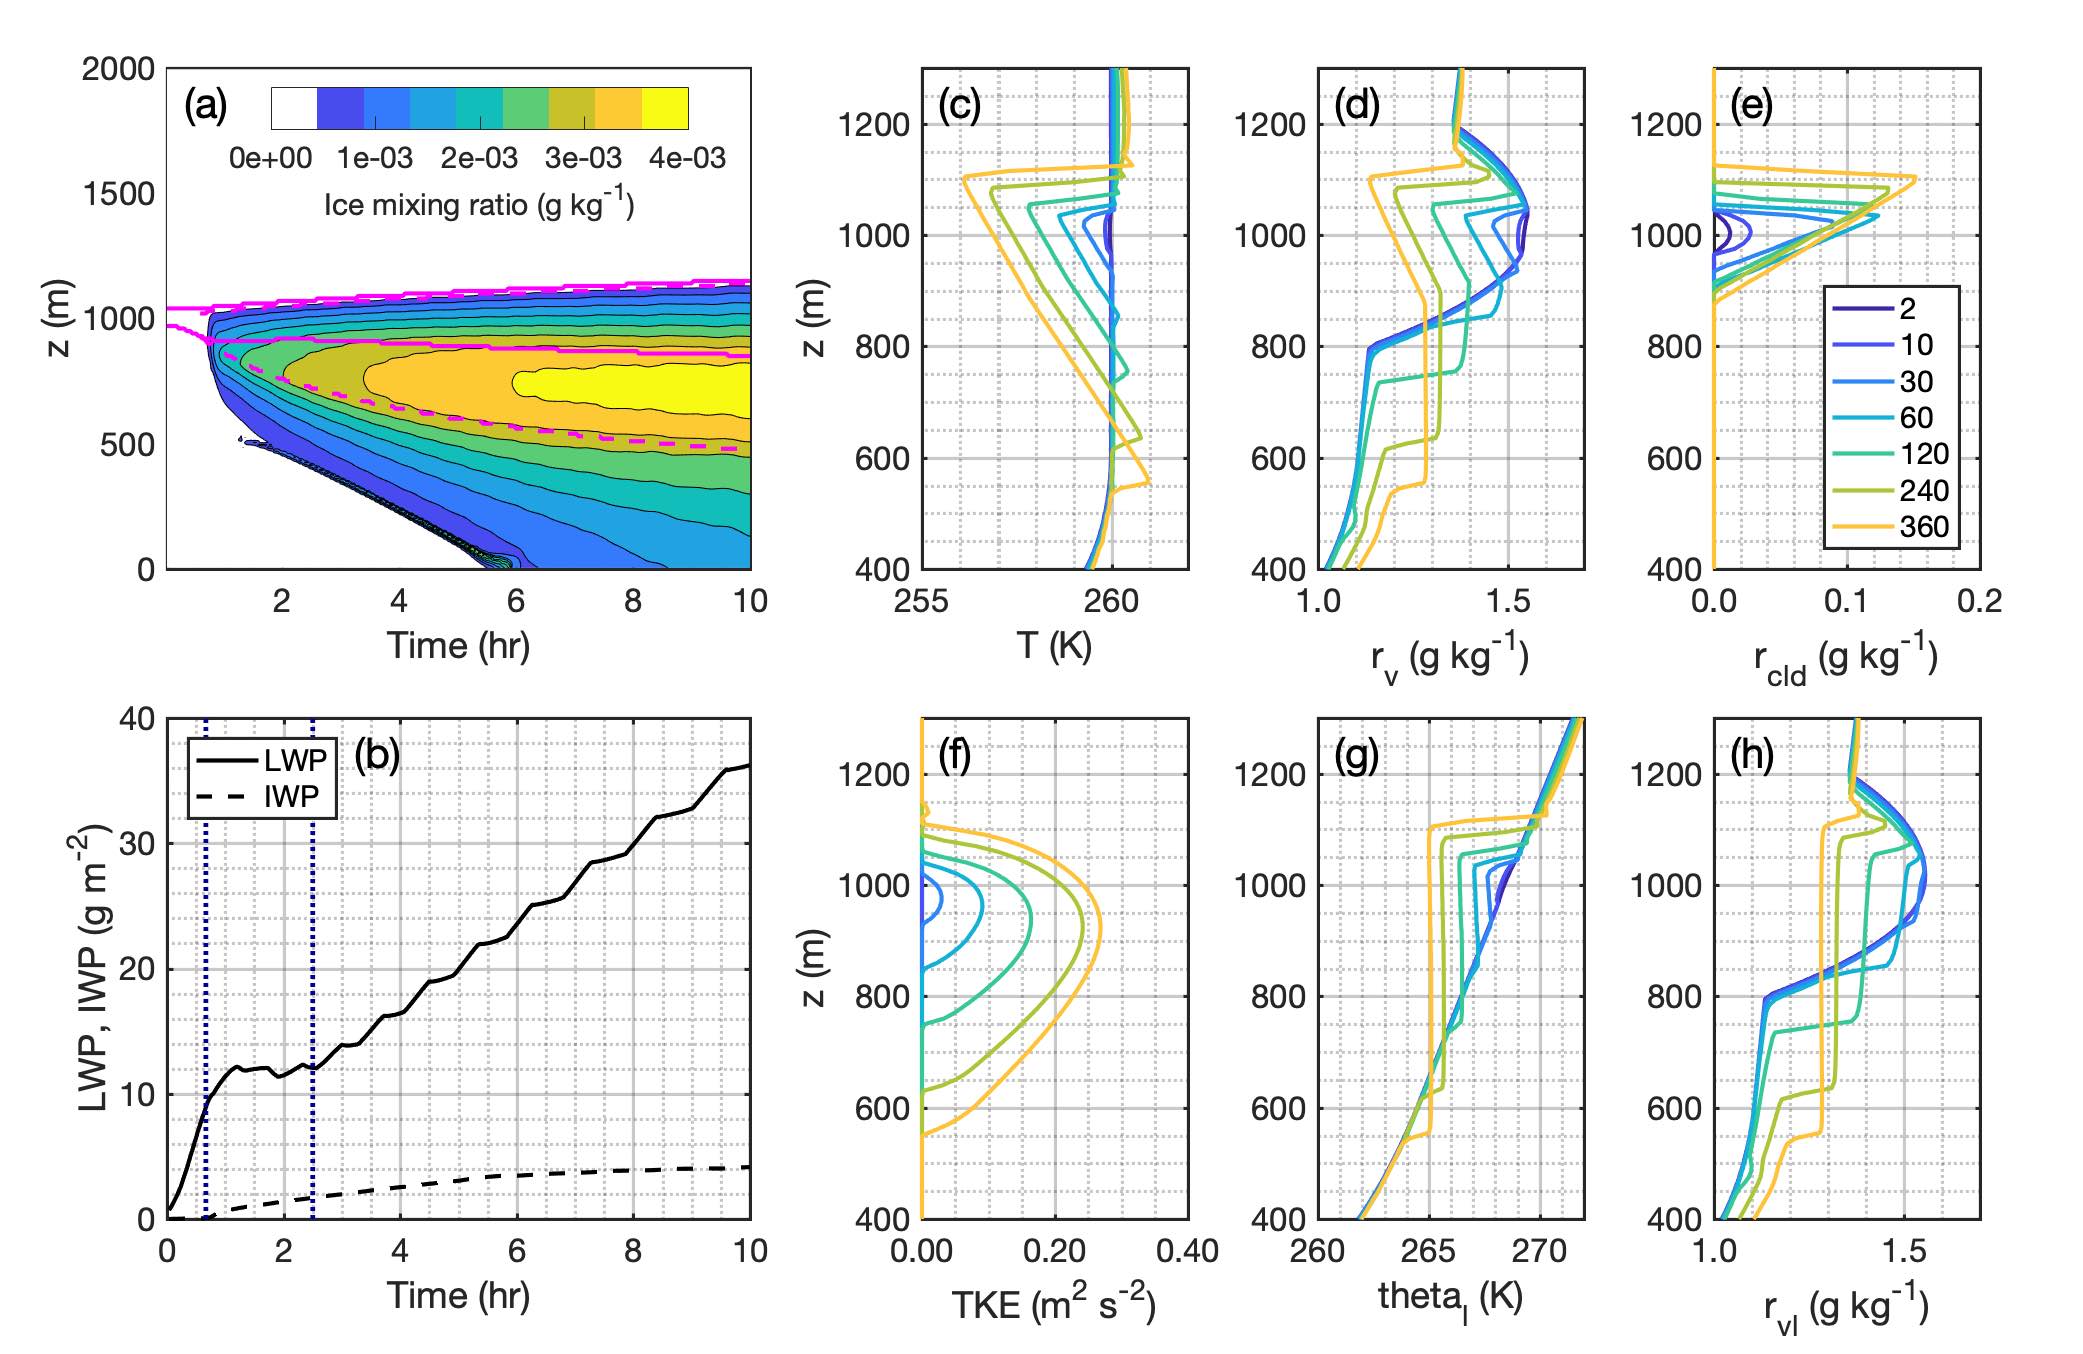 (a)
0e+00 1e-03 2e-03 3e-03 4e-03
Ice mixing ratio (g kg-1)
2000
1500
1000
500
0
z (m)
2 4 6 8 10
Time (hr)
(c)
1200
1000
800
600
400
z (m)
255 260
T (K)
(d)
1200
1000
800
600
400
1.0 1.5
rv (g kg-1)
(e)
1200
1000
800
600
400
2
10
30
60
120
240
360
0.0 0.1 0.2
rcld (g kg-1)
(b)
LWP
IWP
40
30
20
10
0
LWP, IWP (g m-2)
0 2 4 6 8 10
Time (hr)
(f)
1200
1000
800
600
400
z (m)
0.00 0.20 0.40
TKE (m2 s-2)
(g)
1200
1000
800
600
400
260 265 270
thetal (K)
(h)
1200
1000
800
600
400
1.0 1.5
rvl (g kg-1)